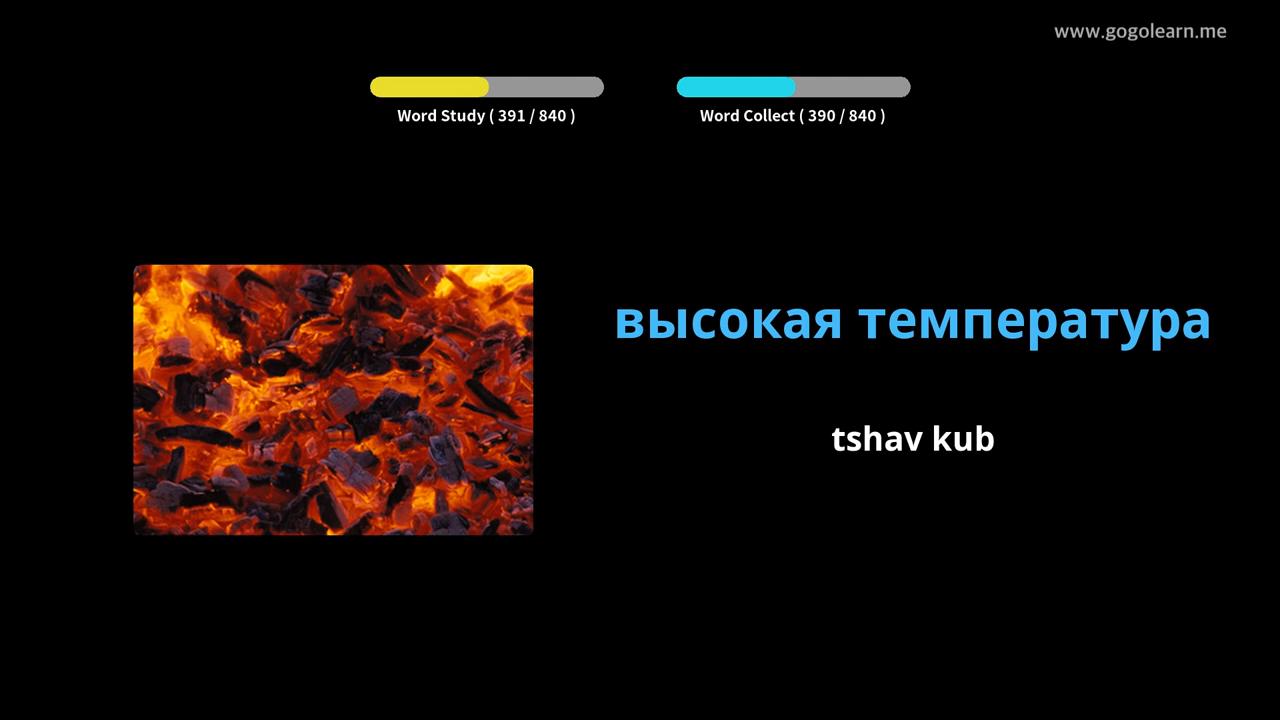 www.gogolearn.me
Word Study ( 391 / 840 )
Word Collect ( 390 / 840 )
высокая температура
tshav kub